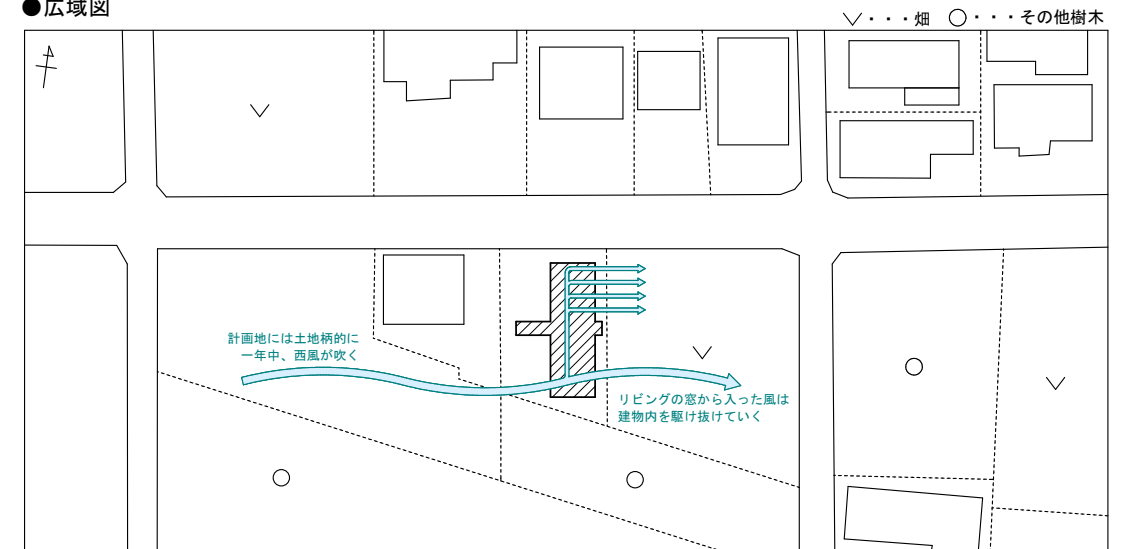 ●広域図
∨・・・畑 ○・・・その他樹木
計画地には土地柄的に
一年中、西風が吹く
リビングの窓から入った風は
建物内を駆け抜けていく